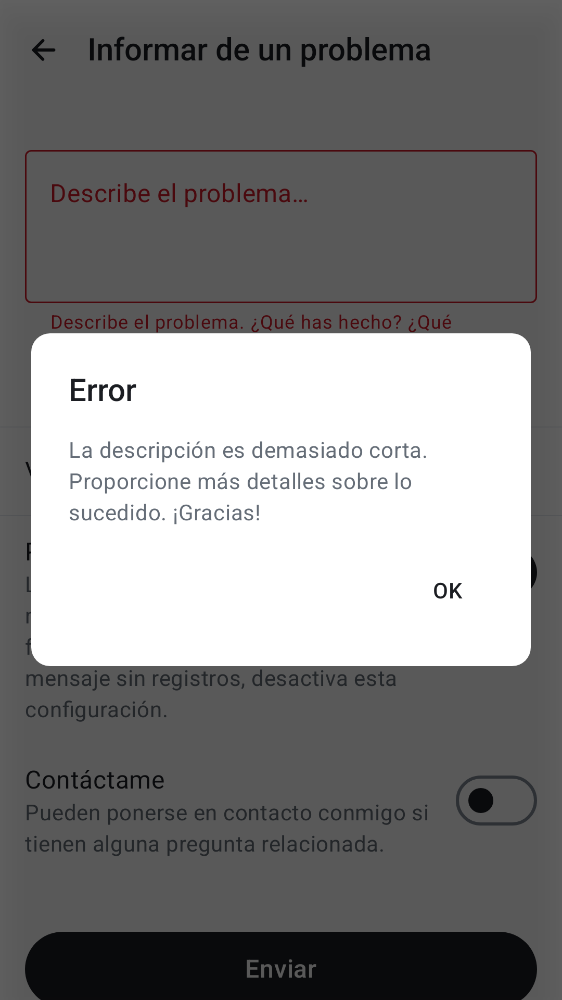 Informar de un problema
Describe el problema…
Describe el problema. ¿Qué has hecho? ¿Qué
Error
La descripción es demasiado corta.
Proporcione más detalles sobre lo
sucedido. ¡Gracias!
OK
mensaje sin registros, desactiva esta
configuración.
Contáctame
Pueden ponerse en contacto conmigo si
tienen alguna pregunta relacionada.
Enviar